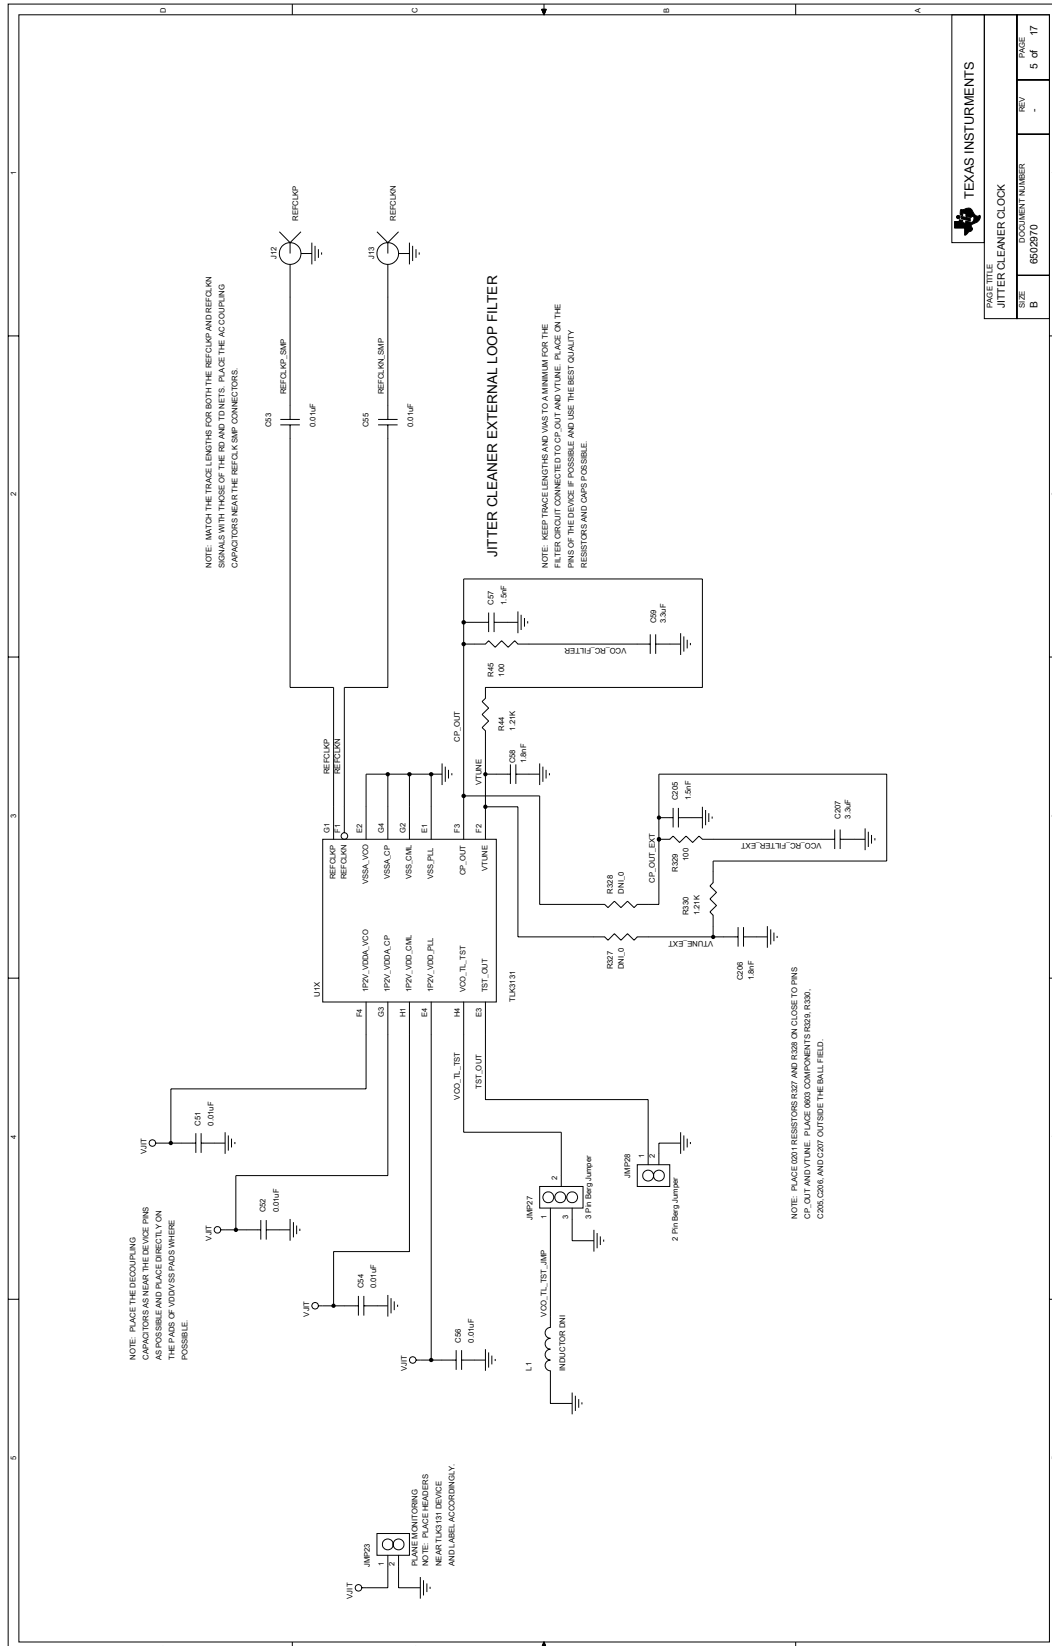 D
C
B
A
5
4
3
2
1
NOTE: PLACE THE DECOUPLING
CAPACITORS AS NEAR THE DEVICE PINS
AS POSSIBLE AND PLACE DIRECTLY ON
THE PADS OF VDD/VSS PADS WHERE
POSSIBLE.
VJIT
C51
0.01uF
VJIT
C52
0.01uF
VJIT
C54
0.01uF
VJIT
C56
0.01uF
VJIT
JMP23
1
2
PLANE MONITORING
NOTE: PLACE HEADERS
NEAR TLK3131 DEVICE
AND LABEL ACCORDINGLY.
U1X
F4
1P2V_VDDA_VCO
G3
1P2V_VDDA_CP
H1
1P2V_VDD_CML
E4
1P2V_VDD_PLL
H4
VCO_TL_TST
E3
TST_OUT
TLK3131
REFCLKP
G1
REFCLKN
F1
VSSA_VCO
E2
VSSA_CP
G4
VSS_CML
G2
VSS_PLL
E1
CP_OUT
F3
VTUNE
F2
VCO_TL_TST
TST_OUT
REFCLKP
REFCLKN
L1
INDUCTOR DNI
VCO_TL_TST_JMP
JMP27
1
2
3
3 Pin Berg Jumper
JMP28
1
2
2 Pin Berg Jumper
NOTE: MATCH THE TRACE LENGTHS FOR BOTH THE REFCLKP AND REFCLKN
SIGNALS WITH THOSE OF THE RD AND TD NETS. PLACE THE AC COUPLING
CAPACITORS NEAR THE REFCLK SMP CONNECTORS.
C53
0.01uF
REFCLKP_SMP
J12
REFCLKP
C55
0.01uF
REFCLKN_SMP
J13
REFCLKN
JITTER CLEANER EXTERNAL LOOP FILTER
NOTE: KEEP TRACE LENGTHS AND VIAS TO A MINIMUM FOR THE
FILTER CIRCUIT CONNECTED TO CP_OUT AND VTUNE. PLACE ON THE
PINS OF THE DEVICE IF POSSIBLE AND USE THE BEST QUALITY
RESISTORS AND CAPS POSSIBLE.
CP_OUT
VTUNE
R44
1.21K
C58
1.8nF
R45
100
C57
1.5nF
VCO_RC_FILTER
C59
3.3uF
R328
DNI_0
R327
DNI_0
CP_OUT_EXT
VTUNE_EXT
R330
1.21K
C206
1.8nF
R329
100
C205
1.5nF
VCO_RC_FILTER_EXT
C207
3.3uF
NOTE: PLACE 0201 RESISTORS R327 AND R328 ON CLOSE TO PINS
CP_OUT AND VTUNE. PLACE 0603 COMPONENTS R329, R330,
C205, C206, AND C207 OUTSIDE THE BALL FIELD.
TEXAS INSTURMENTS
PAGE TITLE
JITTER CLEANER CLOCK
SIZE
B
DOCUMENT NUMBER
6502970
REV
-
PAGE
5 of 17